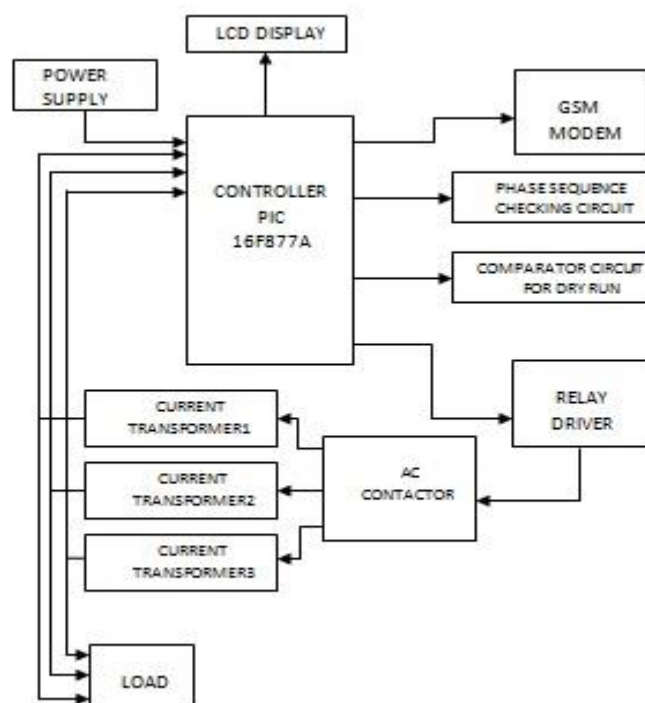 LCD DISPLAY
POWER
SUPPLY
GSM
MODEM
CONTROLLER
PIC
16F877A
PHASE SEQUENCE
CHECKING CIRCUIT
COMPARATOR CIRCUIT
FOR DRY RUN
RELAY
DRIVER
CURRENT
TRANSFORMER1
AC
CONTACTOR
CURRENT
TRANSFORMER2
CURRENT
TRANSFORMER3
LOAD